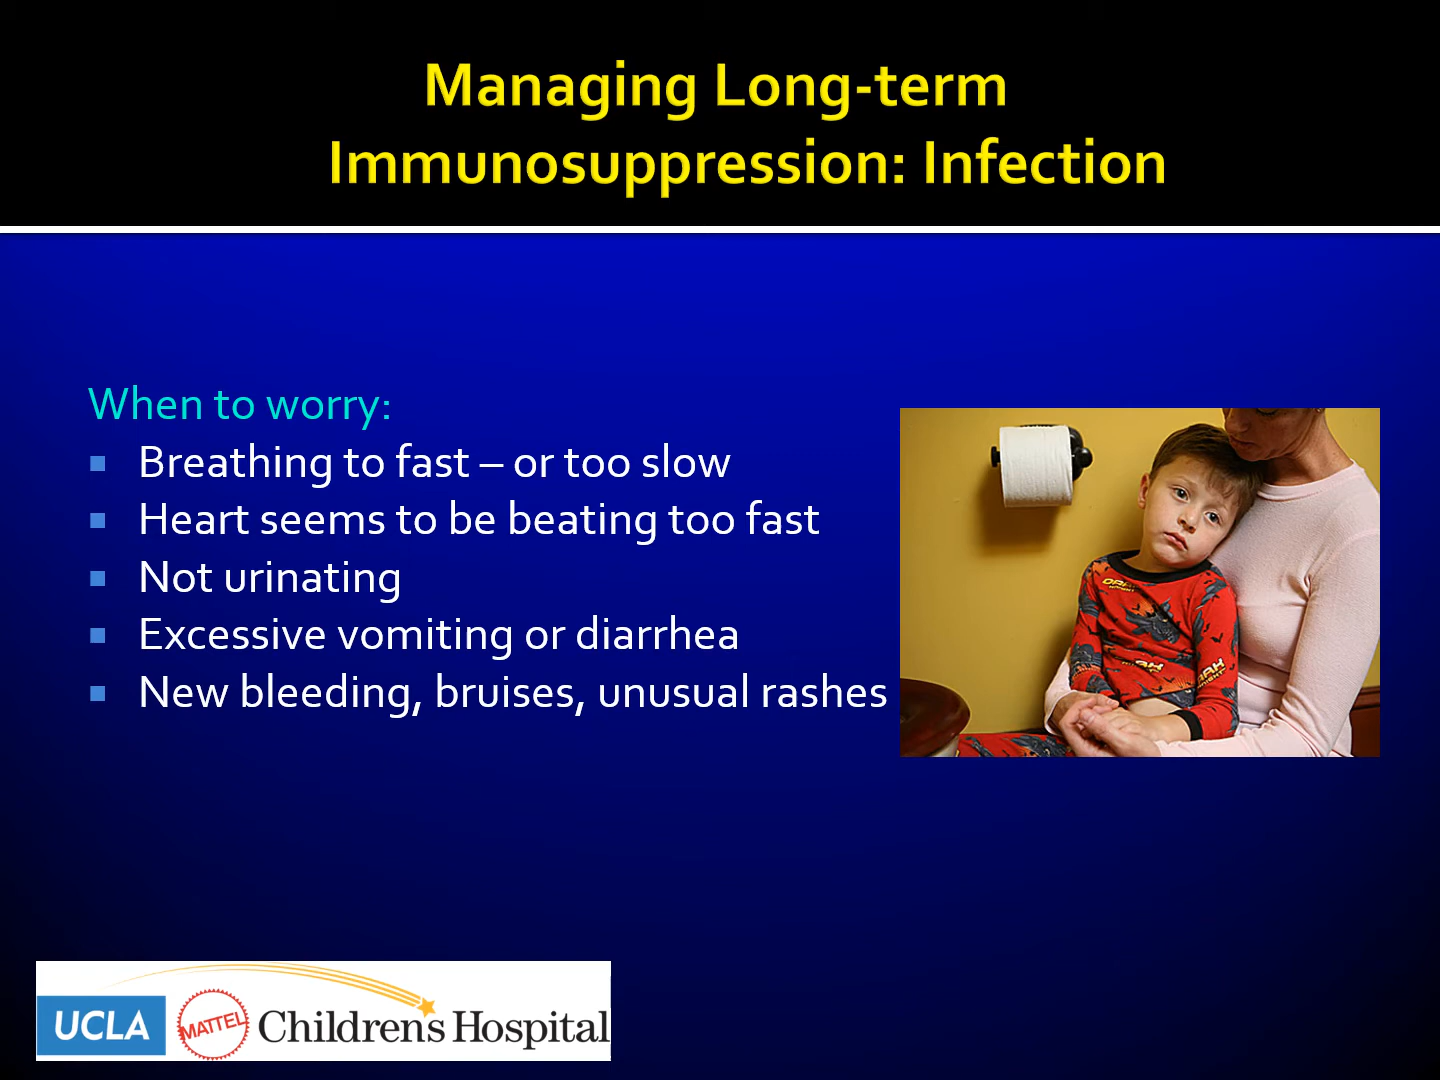 Managing Long-term
Immunosuppression: Infection
When to worry:
Breathing to fast – or too slow
Heart seems to be beating too fast
Not urinating
Excessive vomiting or diarrhea
New bleeding, bruises, unusual rashes
UCLA MATTEL Children's Hospital